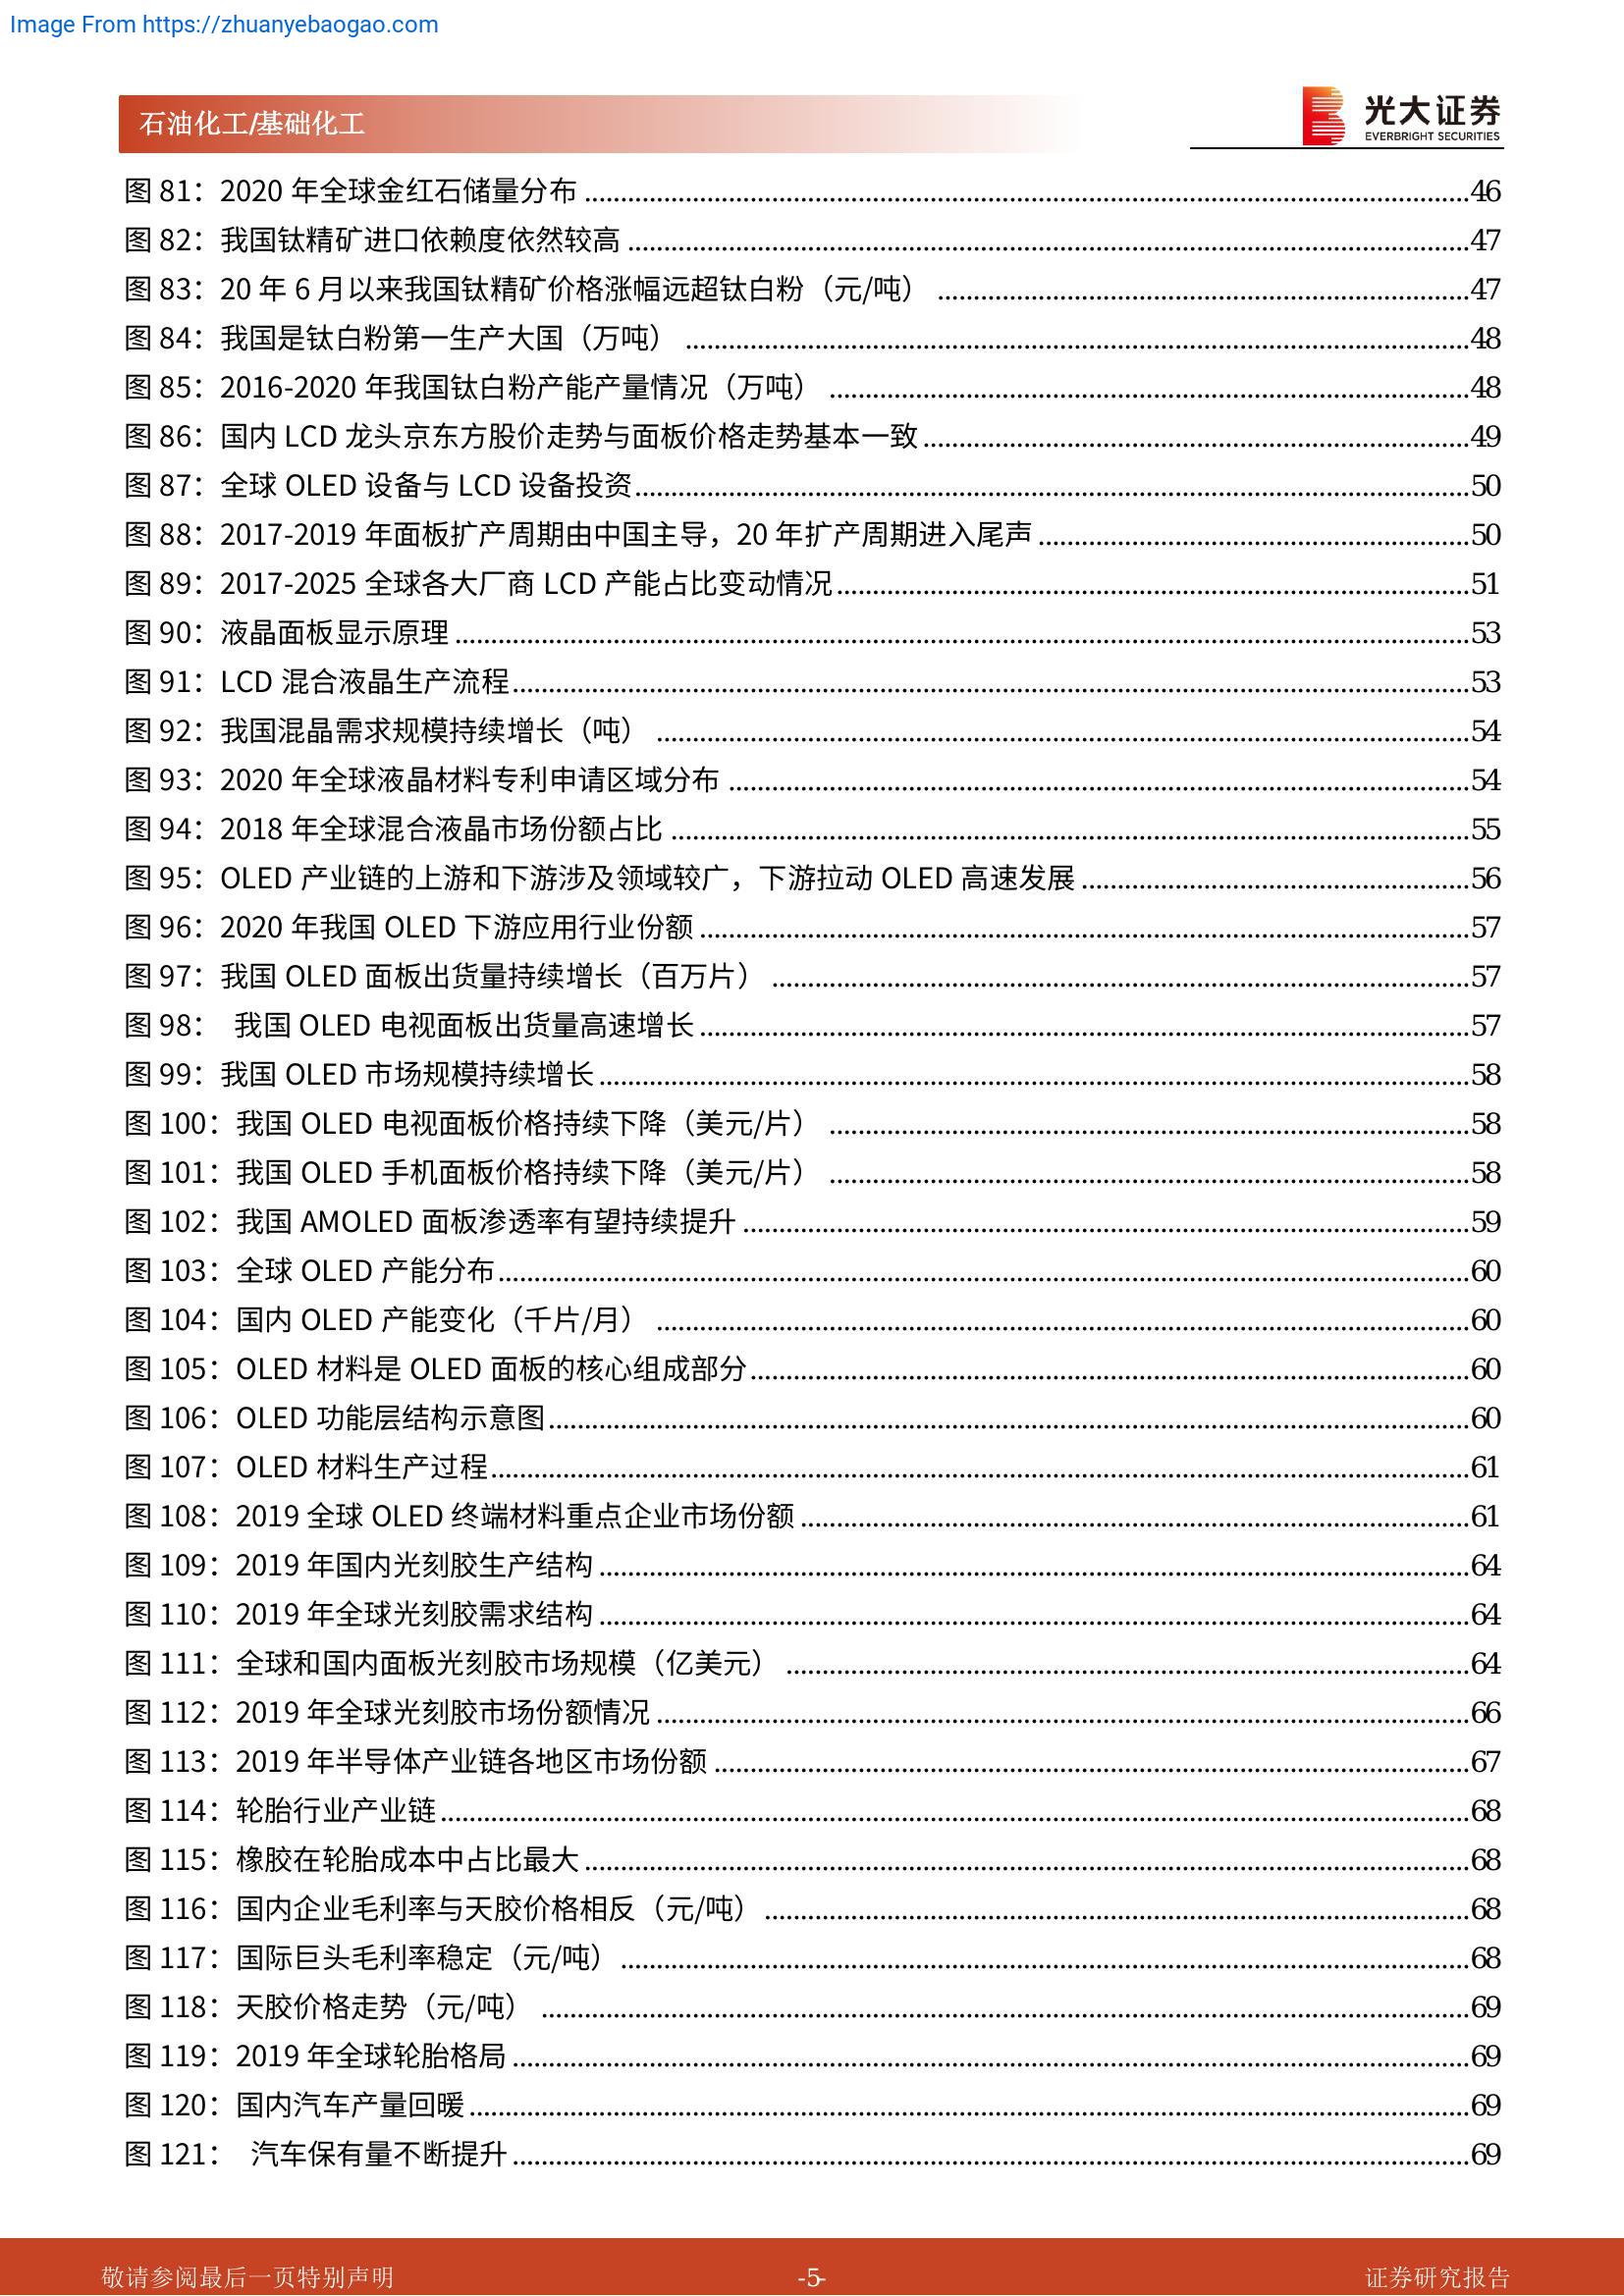 Image From https://zhuanyebaogao.com
石油化工/基础化工
光大证券
EVERBRIGHT SECURITIES
图 81：2020 年全球金红石储量分布 ........46
图 82：我国钛精矿进口依赖度依然较高 ........47
图 83：20 年 6 月以来我国钛精矿价格涨幅远超钛白粉（元/吨） ........47
图 84：我国是钛白粉第一生产大国（万吨） ........48
图 85：2016-2020 年我国钛白粉产能产量情况（万吨） ........48
图 86：国内 LCD 龙头京东方股价走势与面板价格走势基本一致 ........49
图 87：全球 OLED 设备与 LCD 设备投资 ........50
图 88：2017-2019 年面板扩产周期由中国主导，20 年扩产周期进入尾声 ........50
图 89：2017-2025 全球各大厂商 LCD 产能占比变动情况 ........51
图 90：液晶面板显示原理 ........53
图 91：LCD 混合液晶生产流程 ........53
图 92：我国混晶需求规模持续增长（吨） ........54
图 93：2020 年全球液晶材料专利申请区域分布 ........54
图 94：2018 年全球混合液晶市场份额占比 ........55
图 95：OLED 产业链的上游和下游涉及领域较广，下游拉动 OLED 高速发展 ........56
图 96：2020 年我国 OLED 下游应用行业份额 ........57
图 97：我国 OLED 面板出货量持续增长（百万片） ........57
图 98： 我国 OLED 电视面板出货量高速增长 ........57
图 99：我国 OLED 市场规模持续增长 ........58
图 100：我国 OLED 电视面板价格持续下降（美元/片） ........58
图 101：我国 OLED 手机面板价格持续下降（美元/片） ........58
图 102：我国 AMOLED 面板渗透率有望持续提升 ........59
图 103：全球 OLED 产能分布 ........60
图 104：国内 OLED 产能变化（千片/月） ........60
图 105：OLED 材料是 OLED 面板的核心组成部分 ........60
图 106：OLED 功能层结构示意图 ........60
图 107：OLED 材料生产过程 ........61
图 108：2019 全球 OLED 终端材料重点企业市场份额 ........61
图 109：2019 年国内光刻胶生产结构 ........64
图 110：2019 年全球光刻胶需求结构 ........64
图 111：全球和国内面板光刻胶市场规模（亿美元） ........64
图 112：2019 年全球光刻胶市场份额情况 ........66
图 113：2019 年半导体产业链各地区市场份额 ........67
图 114：轮胎行业产业链 ........68
图 115：橡胶在轮胎成本中占比最大 ........68
图 116：国内企业毛利率与天胶价格相反（元/吨） ........68
图 117：国际巨头毛利率稳定（元/吨） ........68
图 118：天胶价格走势（元/吨） ........69
图 119：2019 年全球轮胎格局 ........69
图 120：国内汽车产量回暖 ........69
图 121： 汽车保有量不断提升 ........69
敬请参阅最后一页特别声明
-5-
证券研究报告